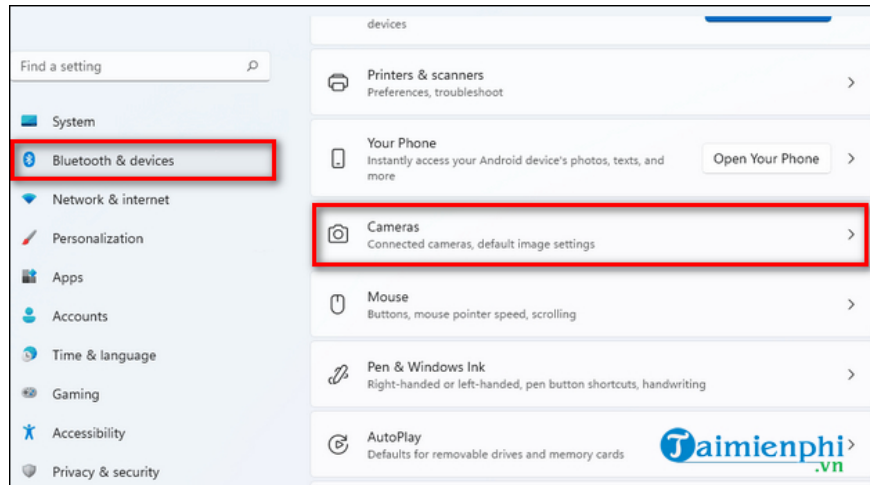 devices
Find a setting
System
Bluetooth & devices
Network & internet
Personalization
Apps
Accounts
Time & language
Gaming
Accessibility
Privacy & security
Printers & scanners
Preferences, troubleshoot
Your Phone
Instantly access your Android device's photos, texts, and
more
Open Your Phone
Cameras
Connected cameras, default image settings
Mouse
Buttons, mouse pointer speed, scrolling
Pen & Windows Ink
Right-handed or left-handed, pen button shortcuts, handwriting
AutoPlay
Defaults for removable drives and memory cards
Taimienphi
.vn